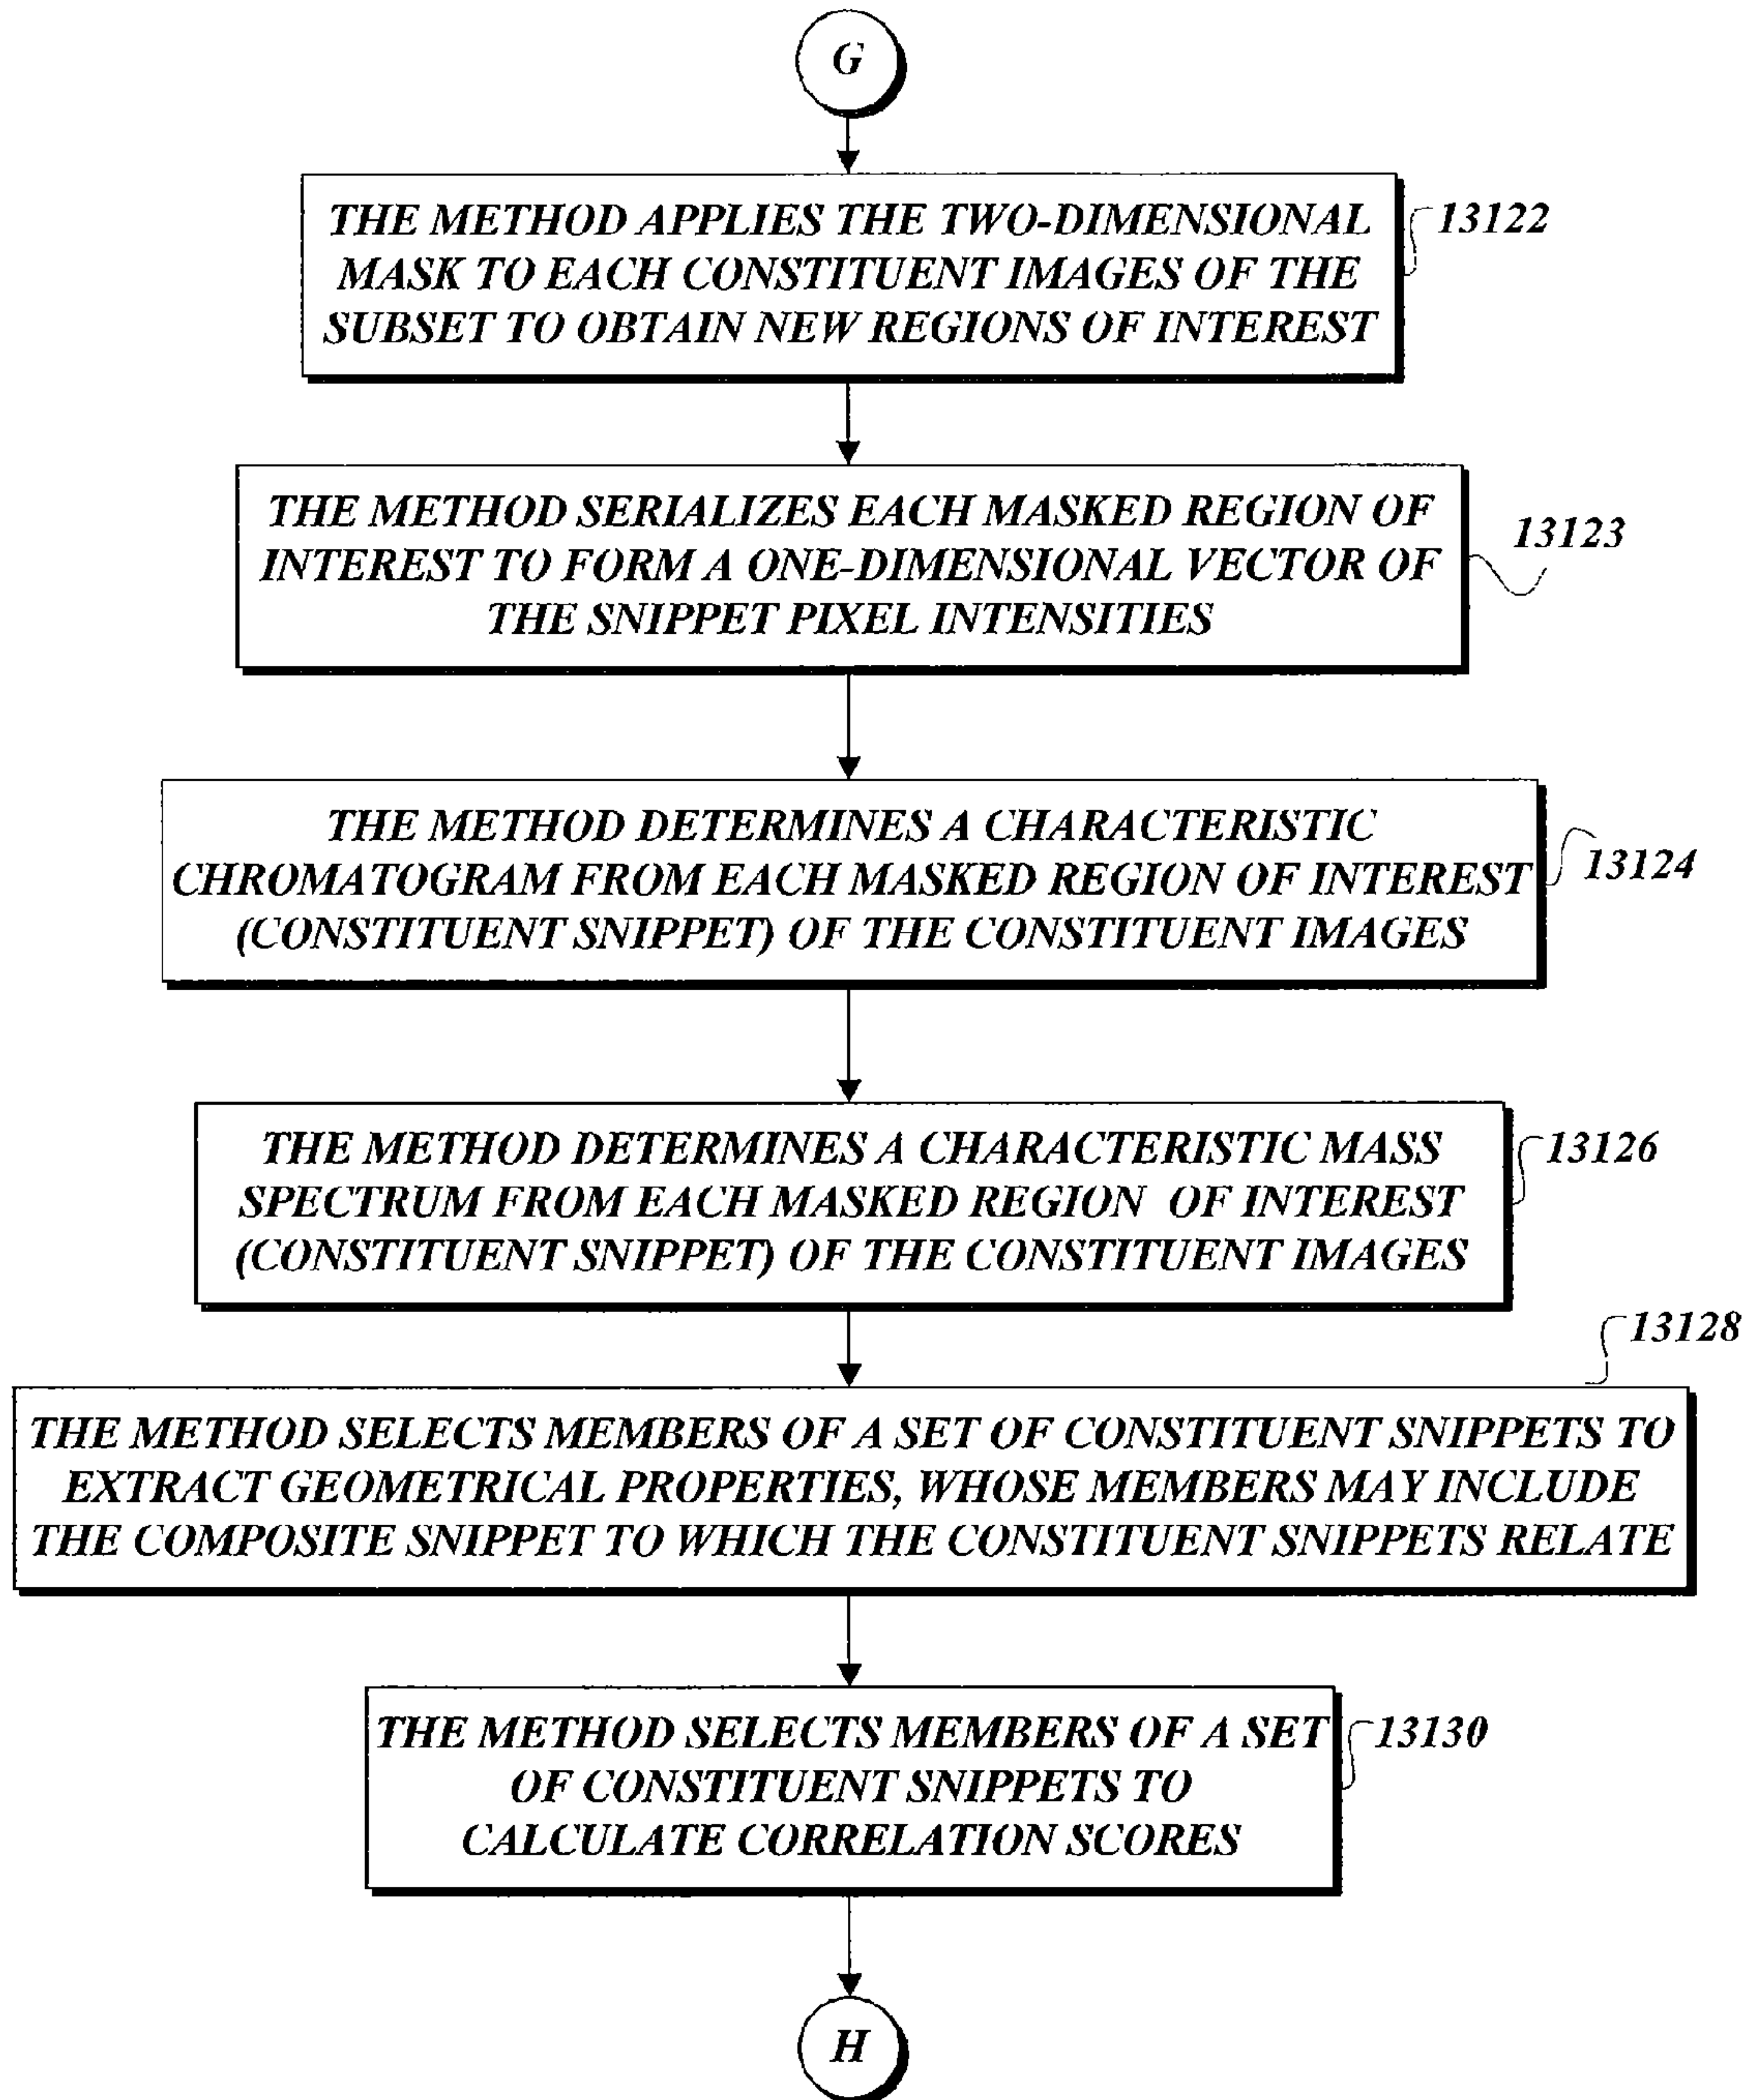 G
THE METHOD APPLIES THE TWO-DIMENSIONAL
MASK TO EACH CONSTITUENT IMAGES OF THE
SUBSET TO OBTAIN NEW REGIONS OF INTEREST
13122
THE METHOD SERIALIZES EACH MASKED REGION OF
INTEREST TO FORM A ONE-DIMENSIONAL VECTOR OF
THE SNIPPET PIXEL INTENSITIES
13123
THE METHOD DETERMINES A CHARACTERISTIC
CHROMATOGRAM FROM EACH MASKED REGION OF INTEREST
(CONSTITUENT SNIPPET) OF THE CONSTITUENT IMAGES
13124
THE METHOD DETERMINES A CHARACTERISTIC MASS
SPECTRUM FROM EACH MASKED REGION OF INTEREST
(CONSTITUENT SNIPPET) OF THE CONSTITUENT IMAGES
13126
13128
THE METHOD SELECTS MEMBERS OF A SET OF CONSTITUENT SNIPPETS TO
EXTRACT GEOMETRICAL PROPERTIES, WHOSE MEMBERS MAY INCLUDE
THE COMPOSITE SNIPPET TO WHICH THE CONSTITUENT SNIPPETS RELATE
THE METHOD SELECTS MEMBERS OF A SET
OF CONSTITUENT SNIPPETS TO
CALCULATE CORRELATION SCORES
13130
H